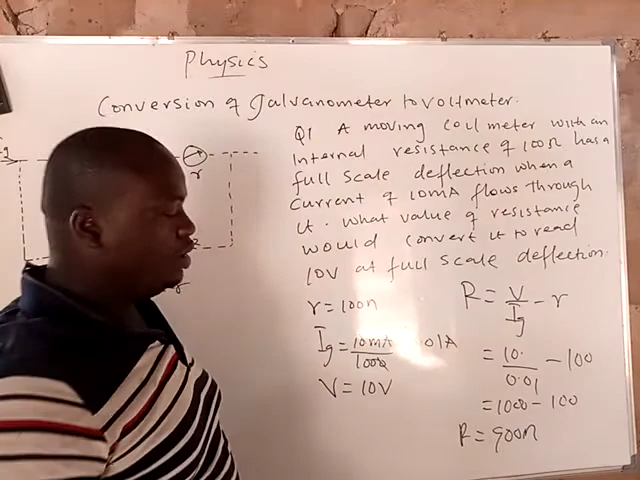 Physics
Conversion of Galvanometer to voltmeter.
Q1 A moving coil meter with an
internal resistance of 100Ω has a
full scale deflection when a
current of 10mA flows through
it. What value of resistance
would convert it to read
10V at full scale deflection.
g
r
r = 100Ω
Ig = 10mA/1000 .01A
V = 10V
R = V/Ig - r
= 10./0.01 - 100
= 1000 - 100
R = 900Ω